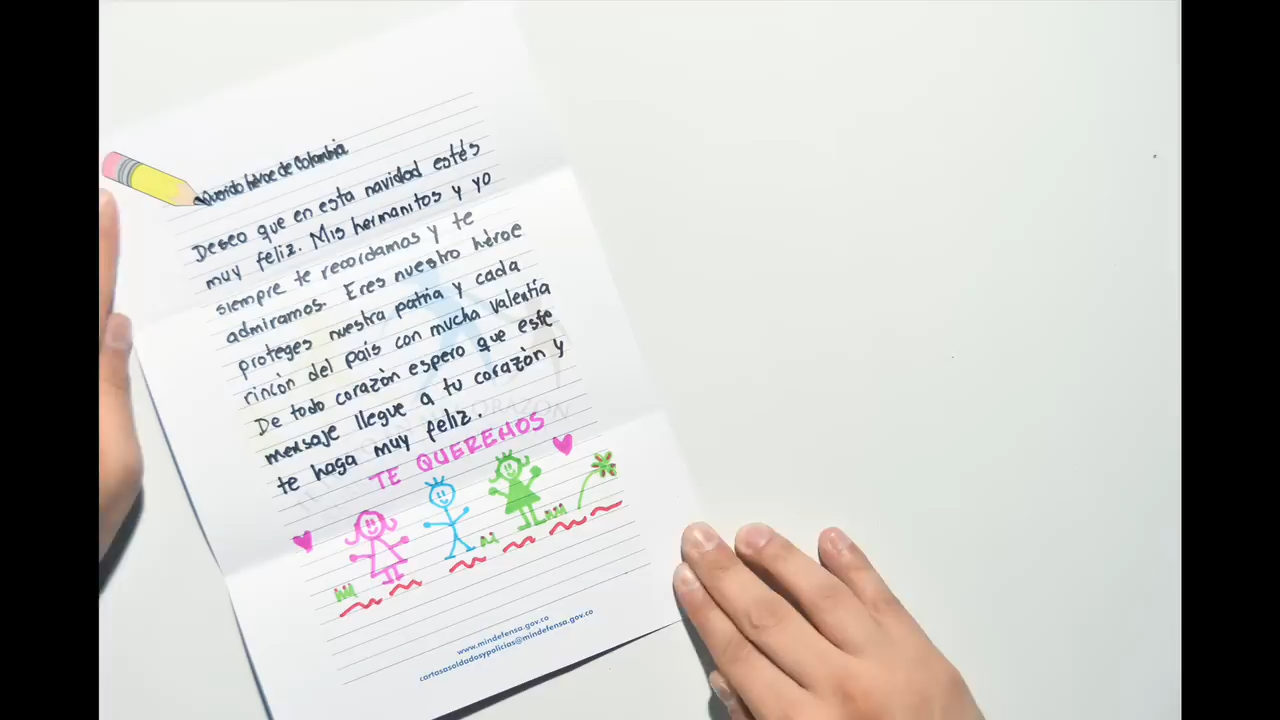 Querido héroe de Colombia
Deseo que en esta navidad estés
muy feliz. Mis hermanitos y yo
siempre te recordamos y te
admiramos. Eres nuestro héroe
proteges nuestra patria y cada
rincón del país con mucha valentía
De todo corazón espero que este
mensaje llegue a tu corazón y
te haga muy feliz.
TE QUEREMOS
www.mindefensa.gov.co
cartasasoldadosypolicias@mindefensa.gov.co